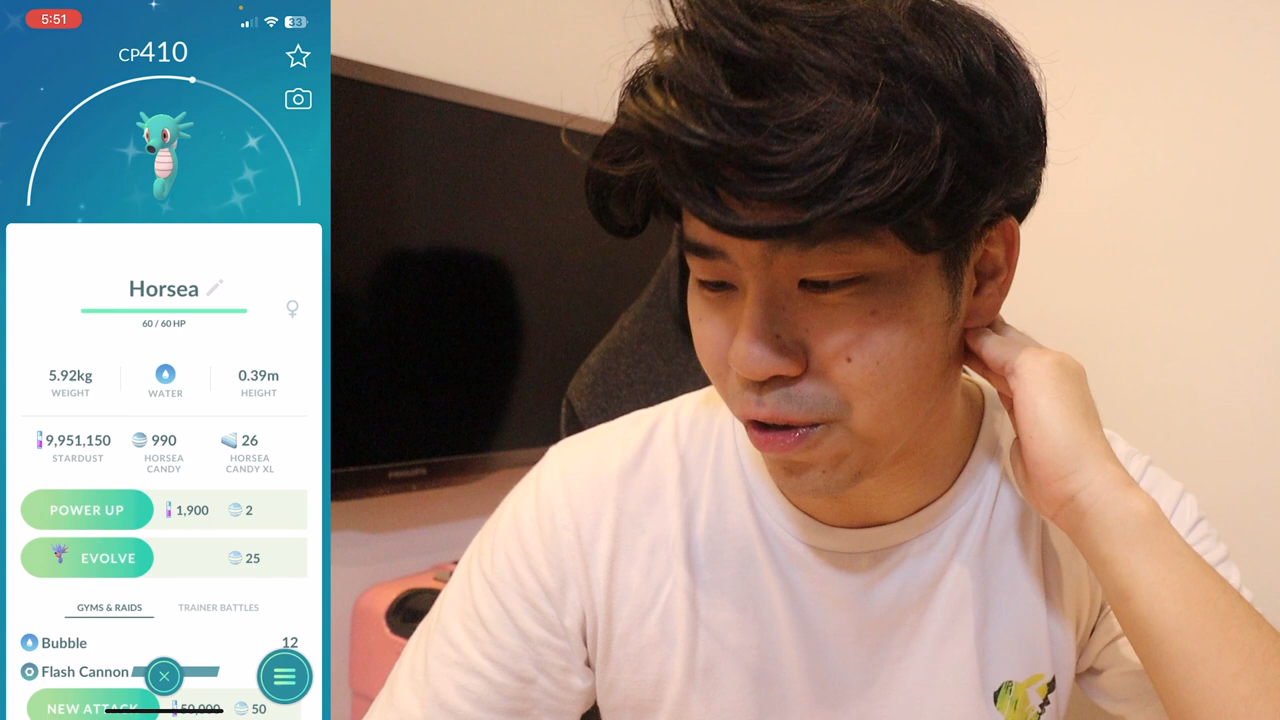 5:51
33
CP410
Horsea
60 / 60 HP
5.92kg
WEIGHT
WATER
0.39m
HEIGHT
9,951,150
STARDUST
990
HORSEA
CANDY
26
HORSEA
CANDY XL
POWER UP 1,900 2
EVOLVE 25
GYMS & RAIDS TRAINER BATTLES
Bubble 12
Flash Cannon
NEW ATTACK 50,000 50
PHILIPS